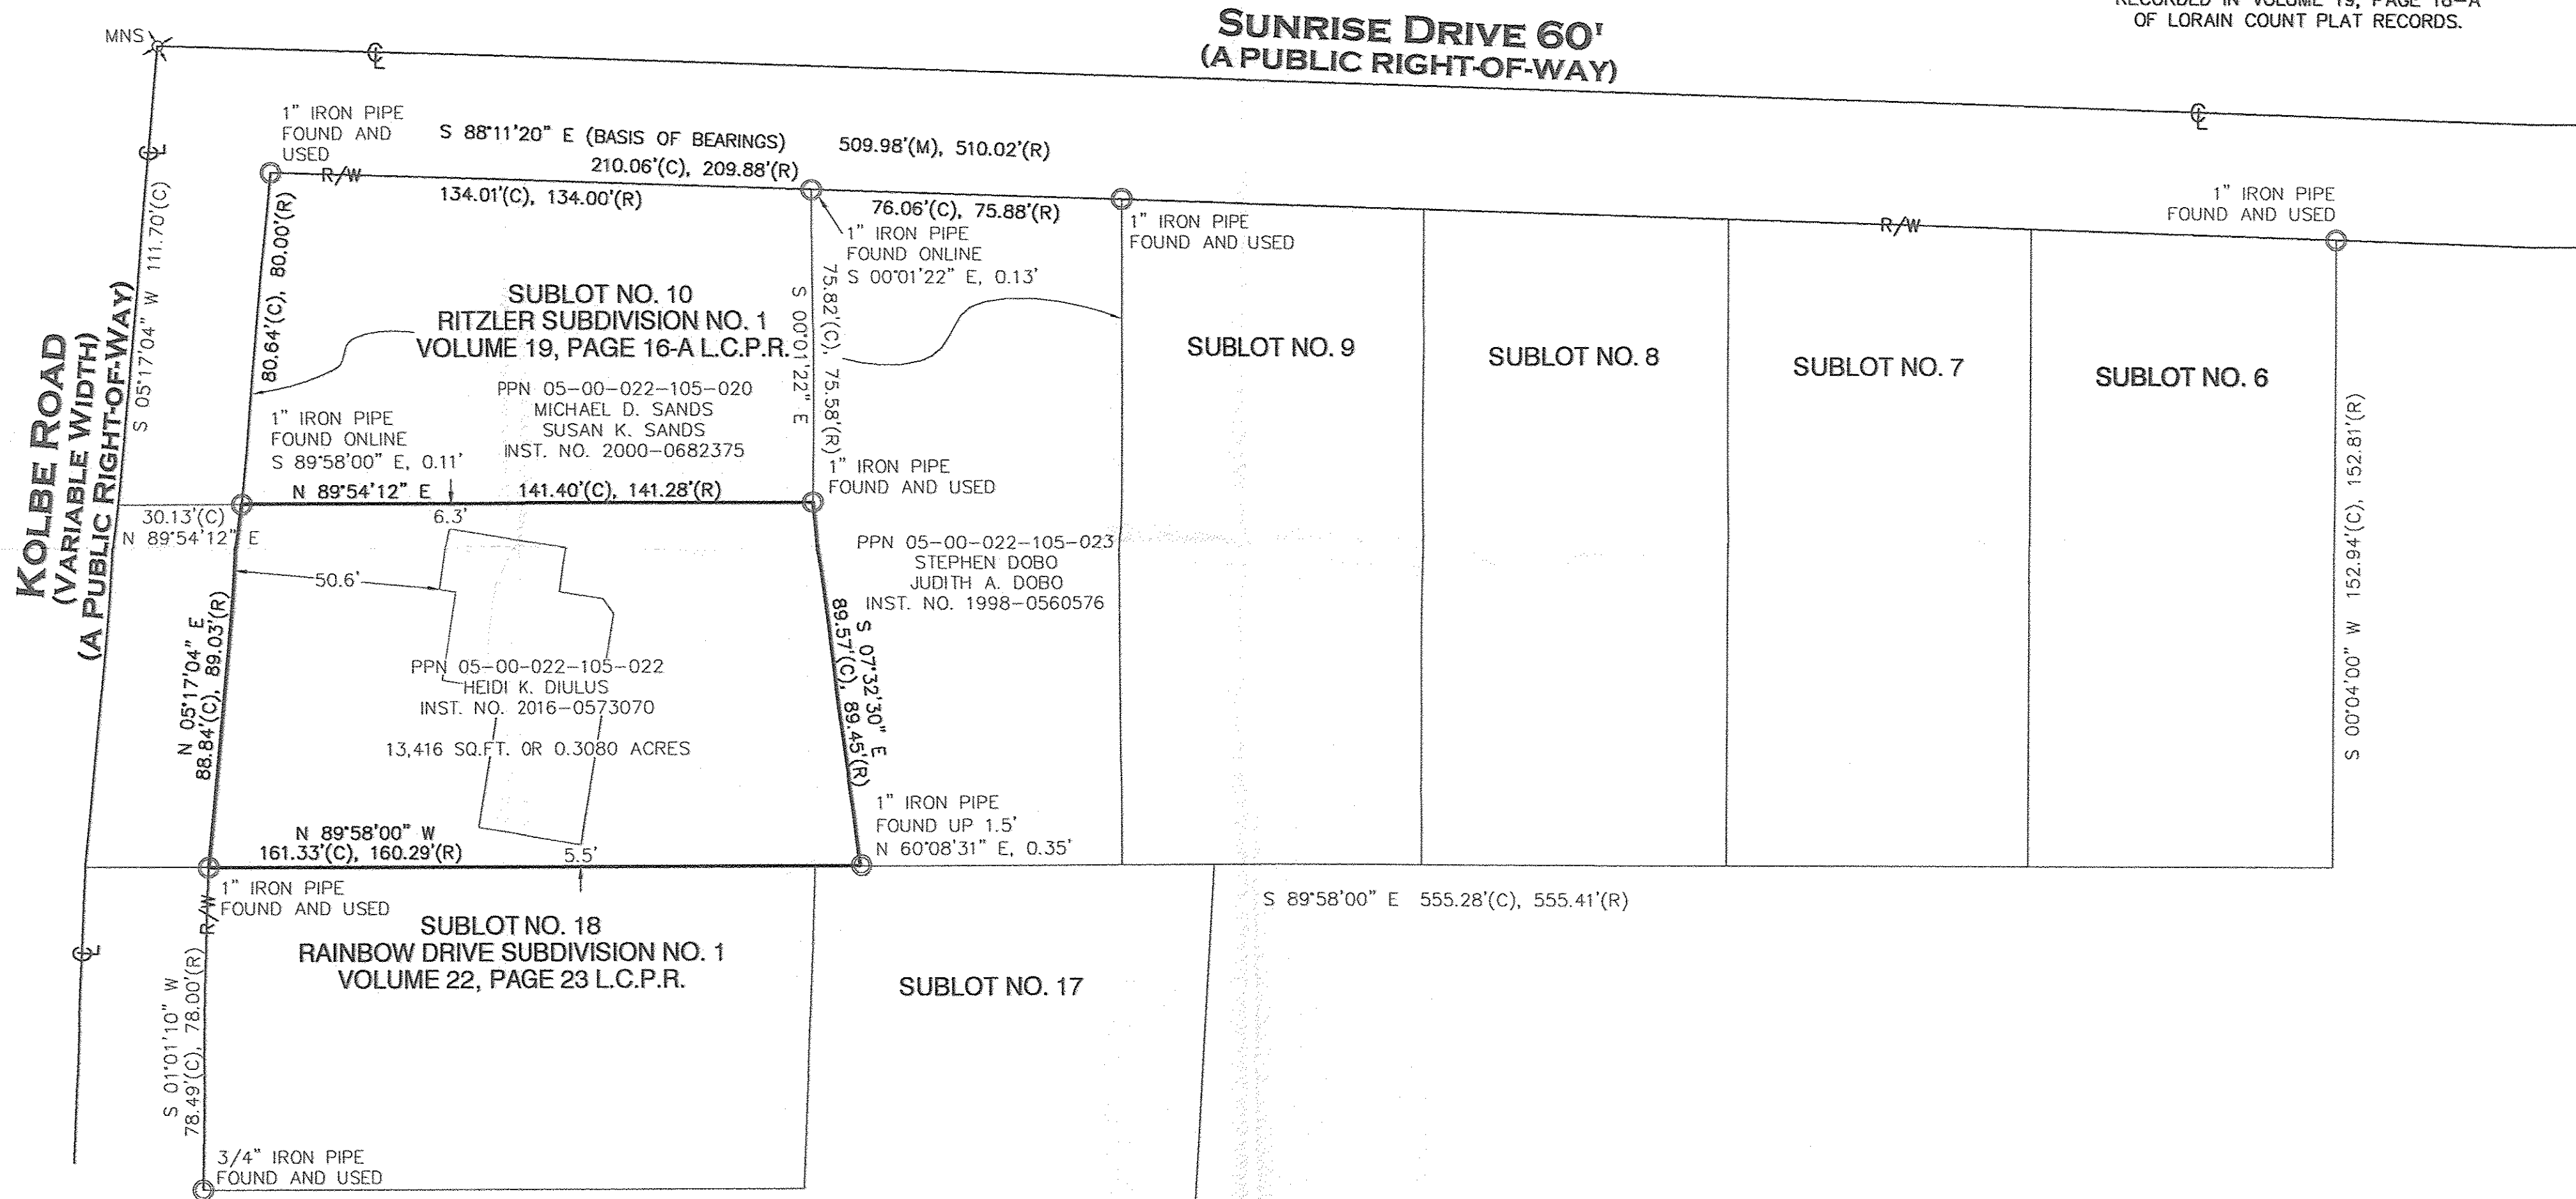 RECORDED IN VOLUME 19, PAGE 16-A
OF LORAIN COUNT PLAT RECORDS.
SUNRISE DRIVE 60'
(A PUBLIC RIGHT-OF-WAY)
MNS
1" IRON PIPE
FOUND AND
USED
S 88°11'20" E (BASIS OF BEARINGS)
509.98'(M), 510.02'(R)
210.06'(C), 209.88'(R)
R/W
134.01'(C), 134.00'(R)
76.06'(C), 75.88'(R)
1" IRON PIPE
FOUND ONLINE
S 00°01'22" E, 0.13'
1" IRON PIPE
FOUND AND USED
R/W
1" IRON PIPE
FOUND AND USED
KOLBE ROAD
(VARIABLE WIDTH)
(A PUBLIC RIGHT-OF-WAY)
S 05°17'04" W 111.70'(C)
80.64'(C), 80.00'(R)
SUBLOT NO. 10
RITZLER SUBDIVISION NO. 1
VOLUME 19, PAGE 16-A L.C.P.R.
PPN 05-00-022-105-020
MICHAEL D. SANDS
SUSAN K. SANDS
INST. NO. 2000-0682375
S 00°01'22" E
75.82'(C), 75.58'(R)
SUBLOT NO. 9
SUBLOT NO. 8
SUBLOT NO. 7
SUBLOT NO. 6
1" IRON PIPE
FOUND ONLINE
S 89°58'00" E, 0.11'
N 89°54'12" E
141.40'(C), 141.28'(R)
1" IRON PIPE
FOUND AND USED
30.13'(C)
N 89°54'12" E
6.3'
50.6'
PPN 05-00-022-105-023
STEPHEN DOBO
JUDITH A. DOBO
INST. NO. 1998-0560576
S 00°04'00" W 152.94'(C), 152.81'(R)
N 05°17'04" E
88.84'(C), 89.03'(R)
PPN 05-00-022-105-022
HEIDI K. DIULUS
INST. NO. 2016-0573070
13,416 SQ.FT. OR 0.3080 ACRES
S 07°32'30" E
89.57'(C), 89.45'(R)
1" IRON PIPE
FOUND UP 1.5'
N 60°08'31" E, 0.35'
N 89°58'00" W
161.33'(C), 160.29'(R)
5.5'
1" IRON PIPE
FOUND AND USED
R/W
S 89°58'00" E 555.28'(C), 555.41'(R)
SUBLOT NO. 18
RAINBOW DRIVE SUBDIVISION NO. 1
VOLUME 22, PAGE 23 L.C.P.R.
SUBLOT NO. 17
S 01°01'10" W
78.49'(C), 78.00'(R)
3/4" IRON PIPE
FOUND AND USED